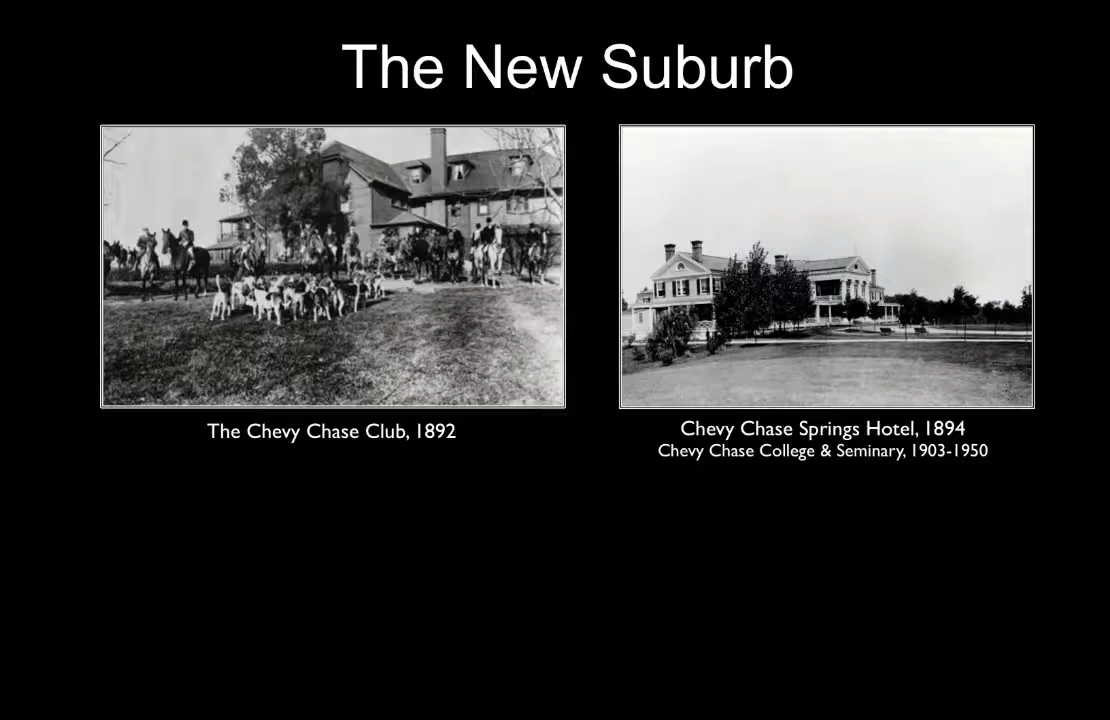 The New Suburb
The Chevy Chase Club, 1892
Chevy Chase Springs Hotel, 1894
Chevy Chase College & Seminary, 1903-1950